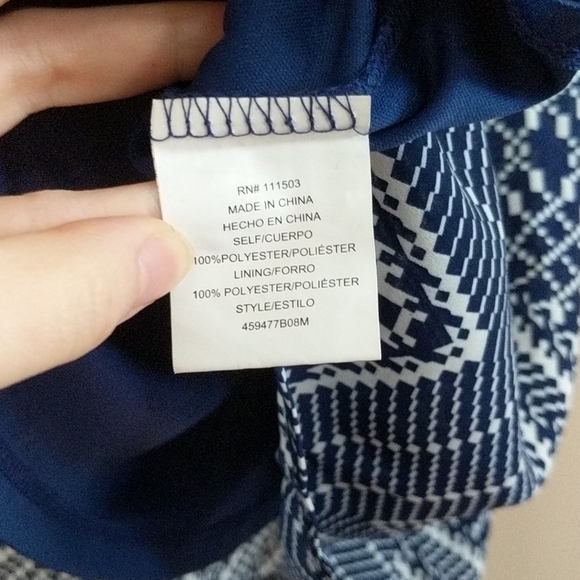 RN# 111503
MADE IN CHINA
HECHO EN CHINA
SELF/CUERPO
100%POLYESTER/POLIÉSTER
LINING/FORRO
100% POLYESTER/POLIÉSTER
STYLE/ESTILO
459477B08M